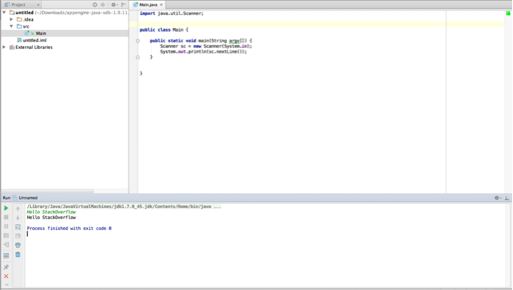 Project
Main.java
untitled (~/Downloads/appengine-java-sdk-1.8.11
.idea
src
Main
untitled.iml
External Libraries
import java.util.Scanner;
public class Main {
public static void main(String args[]) {
Scanner sc = new Scanner(System.in);
System.out.println(sc.nextLine());
}
}
Run
Unnamed
/Library/Java/JavaVirtualMachines/jdk1.7.0_45.jdk/Contents/Home/bin/java ...
Hello StackOverflow
Hello StackOverflow
Process finished with exit code 0